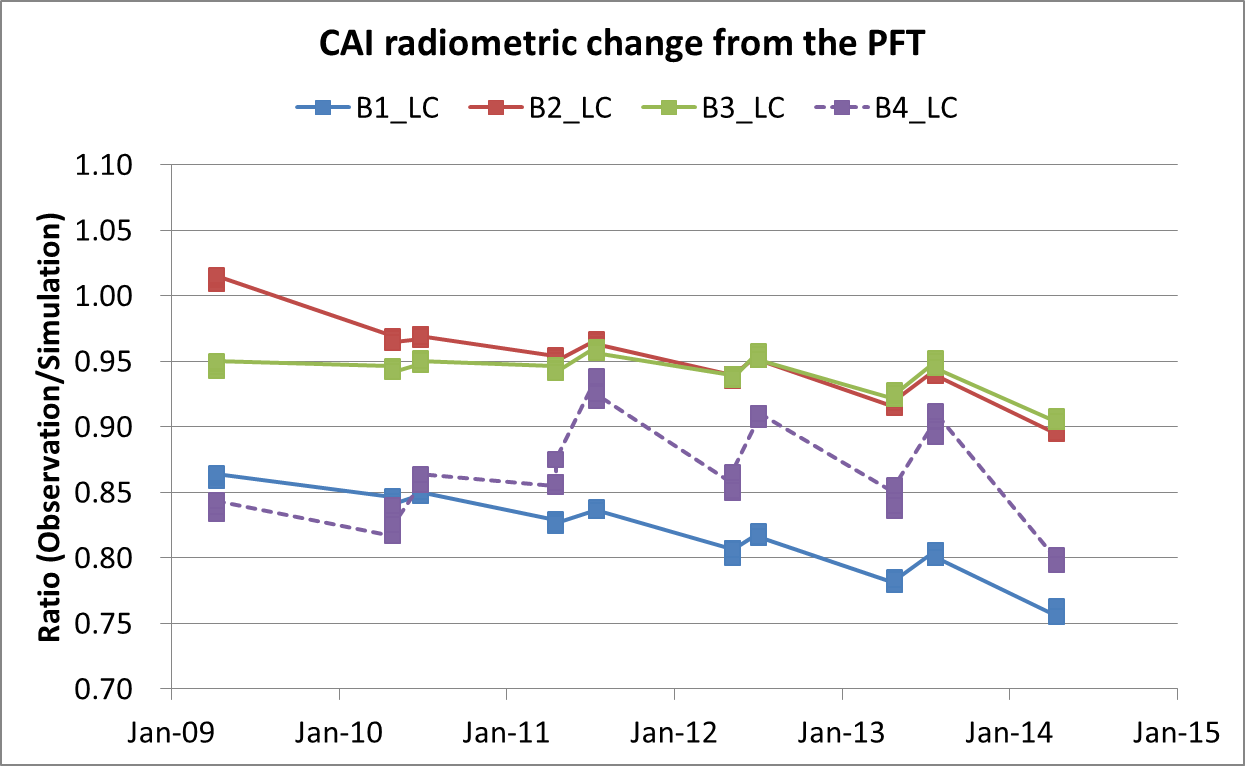 CAI radiometric change from the PFT
B1_LC B2_LC B3_LC B4_LC
Ratio (Observation/Simulation)
1.10
1.05
1.00
0.95
0.90
0.85
0.80
0.75
0.70
Jan-09 Jan-10 Jan-11 Jan-12 Jan-13 Jan-14 Jan-15